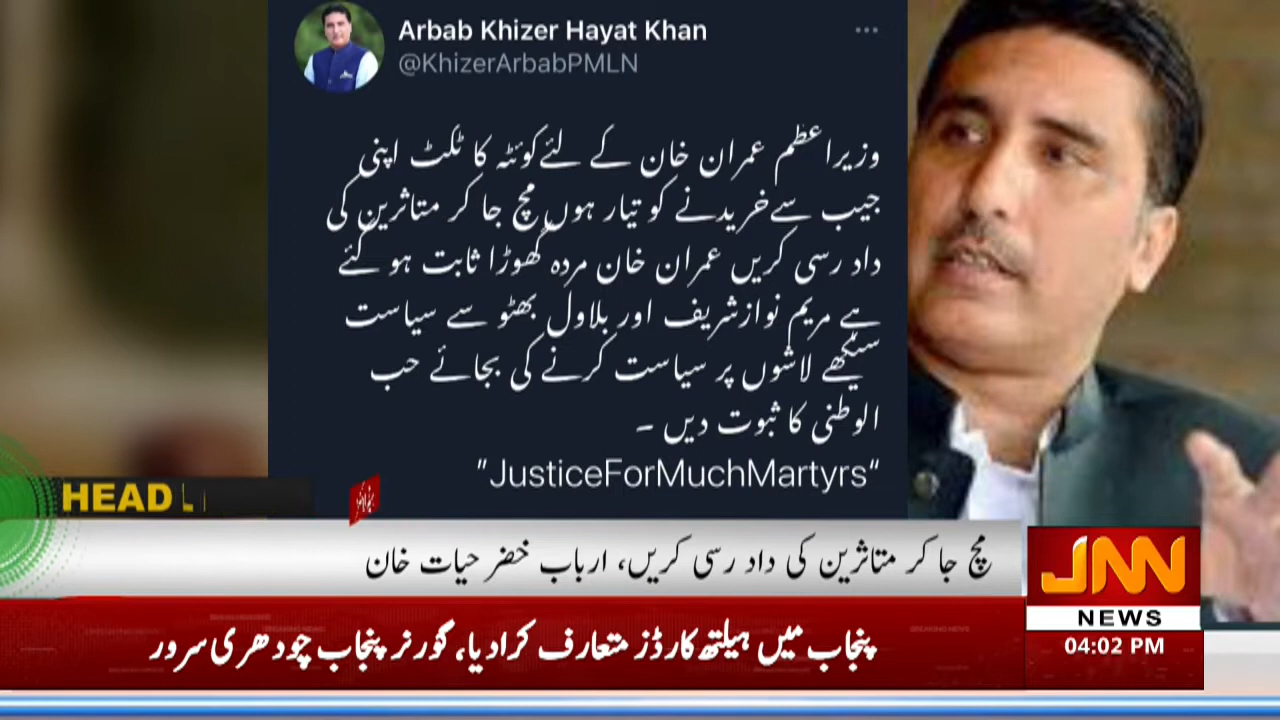 Arbab Khizer Hayat Khan
@KhizerArbabPMLN
وزیراعظم عمران خان کے لئے کوئٹہ کا ٹکٹ اپنی
جیب سے خریدنے کو تیار ہوں مچ جا کر متاثرین کی
داد رسی کریں عمران خان مردہ گھوڑا ثابت ہو گئے
ہے مریم نوازشریف اور بلاول بھٹو سے سیاست
سیکھے لاشوں پر سیاست کرنے کی بجائے حب
الوطنی کا ثبوت دیں ۔
"JusticeForMuchMartyrs"
HEAD L
مچ جا کر متاثرین کی داد رسی کریں، ارباب خضر حیات خان
JNN
NEWS
04:02 PM
پنجاب میں ہیلتھ کارڈز متعارف کرا دیا، گورنر پنجاب چودھری سرور